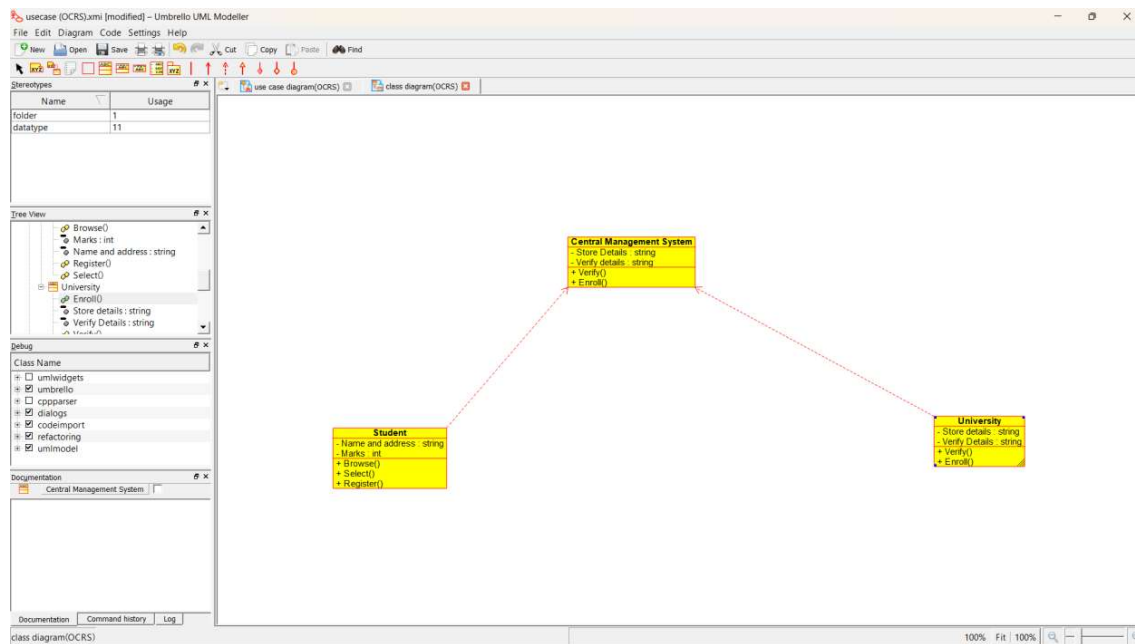 usecase (OCRS).xmi [modified] – Umbrello UML Modeller
File Edit Diagram Code Settings Help
New Open Save Cut Copy Paste Find
Stereotypes
use case diagram(OCRS) class diagram(OCRS)
Name Usage
folder 1
datatype 11
Tree View
Browse()
Marks : int
Name and address : string
Register()
Select()
University
Enroll()
Store details : string
Verify Details : string
Verify()
Debug
Class Name
umlwidgets
umbrello
cppparser
dialogs
codeimport
refactoring
umlmodel
Documentation
Central Management System
Documentation Command history Log
Central Management System
- Store Details : string
- Verify details : string
+ Verify()
+ Enroll()
Student
- Name and address : string
- Marks : int
+ Browse()
+ Select()
+ Register()
University
- Store details : string
- Verify Details : string
+ Verify()
+ Enroll()
class diagram(OCRS) 100% Fit 100%